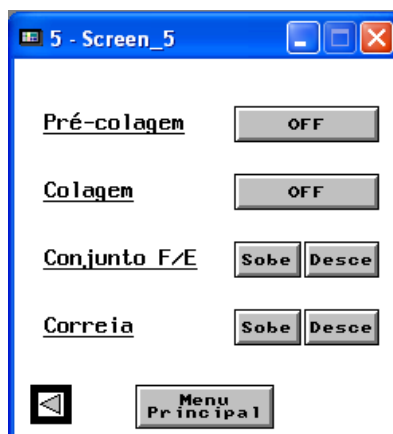 5 - Screen_5
Pré-colagem OFF
Colagem OFF
Conjunto F/E Sobe Desce
Correia Sobe Desce
Menu
Principal